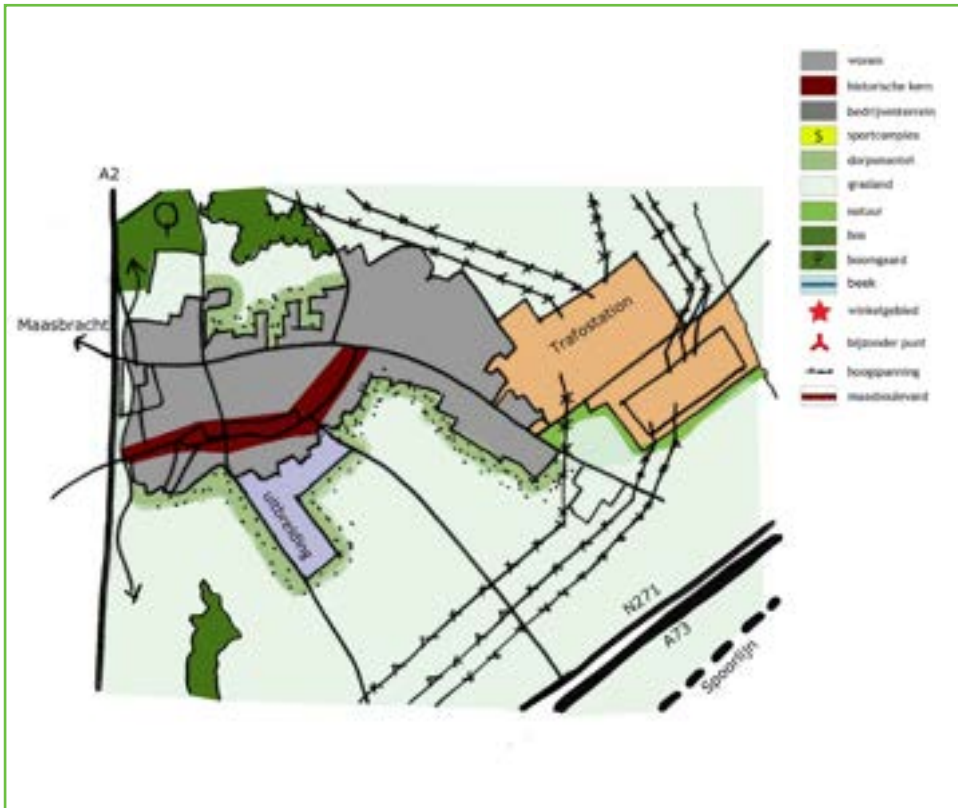 A2
Maasbracht
Trafostation
uitbreiding
N271
A73
Spoorlijn
wonen
historische kern
bedrijventerrein
S sportcomplex
dorpsmantel
grasland
natuur
bos
boomgaard
beek
winkelgebied
bijzonder punt
hoogspanning
maasboulevard